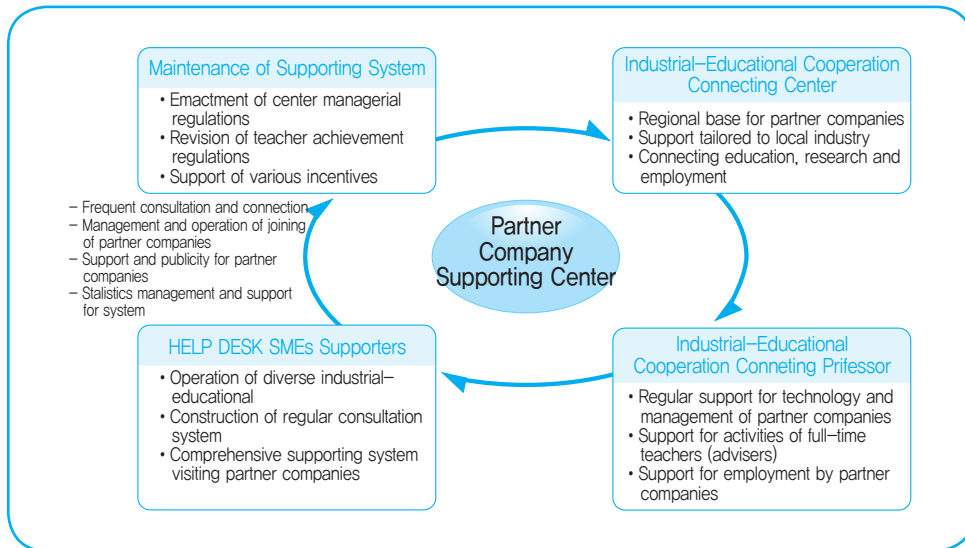 Maintenance of Supporting System
• Emactment of center managerial
regulations
• Revision of teacher achievement
regulations
• Support of various incentives
Industrial-Educational Cooperation
Connecting Center
• Regional base for partner companies
• Support tailored to local industry
• Connecting education, research and
employment
– Frequent consultation and connection
– Management and operation of joining
of partner companies
– Support and publicity for partner
companies
– Stalistics management and support
for system
Partner
Company
Supporting Center
HELP DESK SMEs Supporters
• Operation of diverse industrial-
educational
• Construction of regular consultation
system
• Comprehensive supporting system
visiting partner companies
Industrial-Educational
Cooperation Conneting Prifessor
• Regular support for technology and
management of partner companies
• Support for activities of full-time
teachers (advisers)
• Support for employment by partner
companies